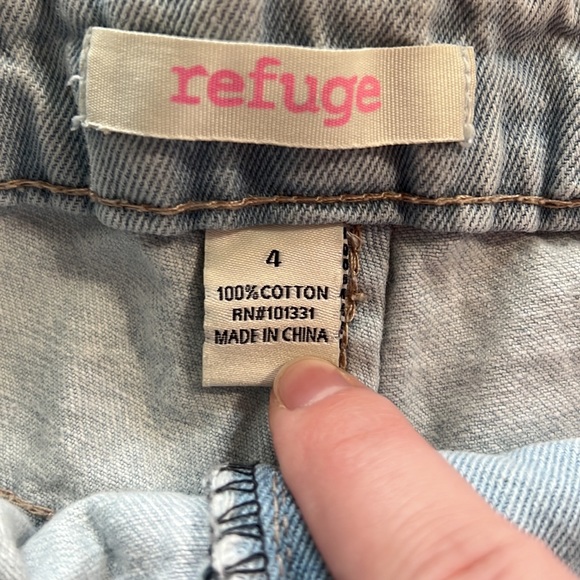 refuge
4
100% COTTON
RN#101331
MADE IN CHINA